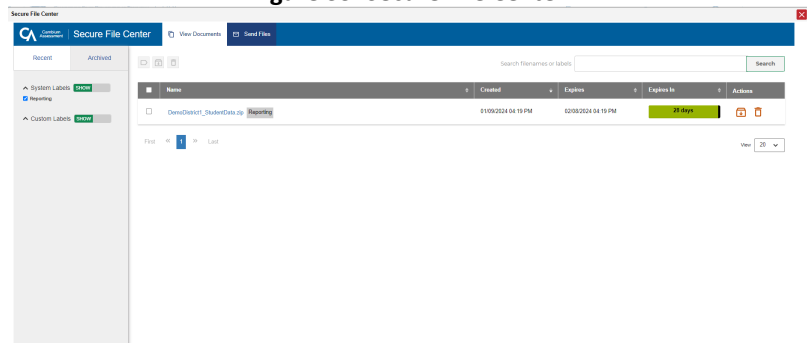 Secure File Center
Cambium Assessment
Secure File Center
View Documents
Send Files
Recent
Archived
Search filenames or labels
Search
System Labels SHOW
Reporting
Custom Labels SHOW
Name
Created
Expires
Expires In
Actions
DemoDistrict1_StudentData.zip Reporting
01/09/2024 04:19 PM
02/08/2024 04:19 PM
28 days
First « 1 » Last
View 20